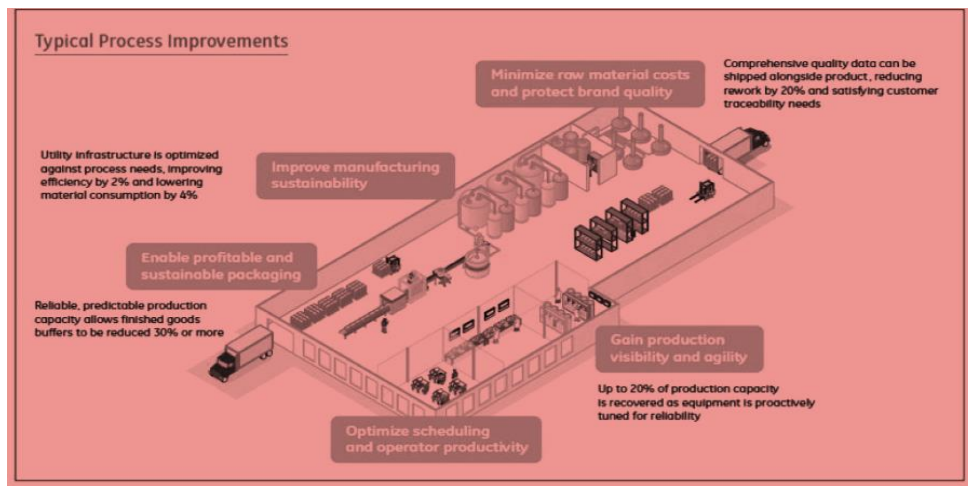 Typical Process Improvements
Minimize raw material costs
and protect brand quality
Comprehensive quality data can be
shipped alongside product, reducing
rework by 20% and satisfying customer
traceability needs
Utility infrastructure is optimized
against process needs, improving
efficiency by 2% and lowering
material consumption by 4%
Improve manufacturing
sustainability
Enable profitable and
sustainable packaging
Reliable, predictable production
capacity allows finished goods
buffers to be reduced 30% or more
Gain production
visibility and agility
Up to 20% of production capacity
is recovered as equipment is proactively
tuned for reliability
Optimize scheduling
and operator productivity